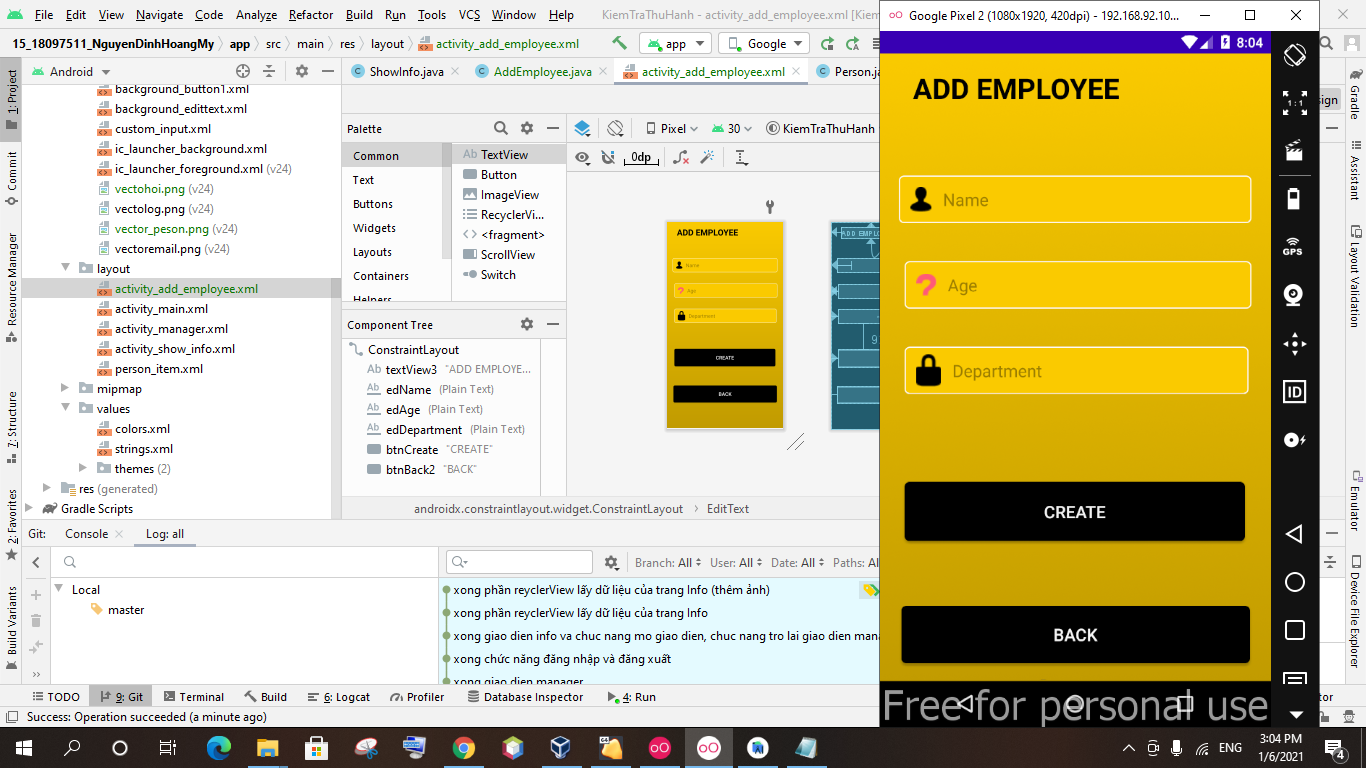 File Edit View Navigate Code Analyze Refactor Build Run Tools VCS Window Help KiemTraThuHanh - activity_add_employee.xml [Kiem
Google Pixel 2 (1080x1920, 420dpi) - 192.168.92.10...
15_18097511_NguyenDinhHoangMy app src main res layout activity_add_employee.xml
app Google
8:04
Android
ShowInfo.java AddEmployee.java activity_add_employee.xml Person.ja
background_button1.xml
background_edittext.xml
custom_input.xml
ic_launcher_background.xml
ic_launcher_foreground.xml (v24)
vectohoi.png (v24)
vectolog.png (v24)
vector_peson.png (v24)
vectoremail.png (v24)
layout
activity_add_employee.xml
activity_main.xml
activity_manager.xml
activity_show_info.xml
person_item.xml
mipmap
values
colors.xml
strings.xml
themes (2)
res (generated)
Gradle Scripts
1: Project
Commit
Resource Manager
7: Structure
2: Favorites
Build Variants
Palette
Common
Text
Buttons
Widgets
Layouts
Containers
Helpers
Ab TextView
Button
ImageView
RecyclerVi...
<fragment>
ScrollView
Switch
Pixel 30 KiemTraThuHanh
0dp
Component Tree
ConstraintLayout
Ab textView3 "ADD EMPLOYE...
Ab edName (Plain Text)
Ab edAge (Plain Text)
Ab edDepartment (Plain Text)
btnCreate "CREATE"
btnBack2 "BACK"
ADD EMPLOYEE
Name
Age
Department
CREATE
BACK
ADD EMPL
9
androidx.constraintlayout.widget.ConstraintLayout EditText
ADD EMPLOYEE
Name
Age
Department
CREATE
BACK
Free for personal use
1:1
GPS
ID
sign
Gradle
Assistant
Layout Validation
Emulator
Device File Explorer
Git: Console Log: all
Branch: All User: All Date: All Paths: Al
Local
master
xong phần reyclerView lấy dữ liệu của trang Info (thêm ảnh)
xong phần reyclerView lấy dữ liệu của trang Info
xong giao dien info va chuc nang mo giao dien, chuc nang tro lai giao dien mana
xong chức năng đăng nhập và đăng xuất
xong giao dien manager
TODO 9: Git Terminal Build 6: Logcat Profiler Database Inspector 4: Run
tor
Success: Operation succeeded (a minute ago)
ENG
3:04 PM
1/6/2021
4